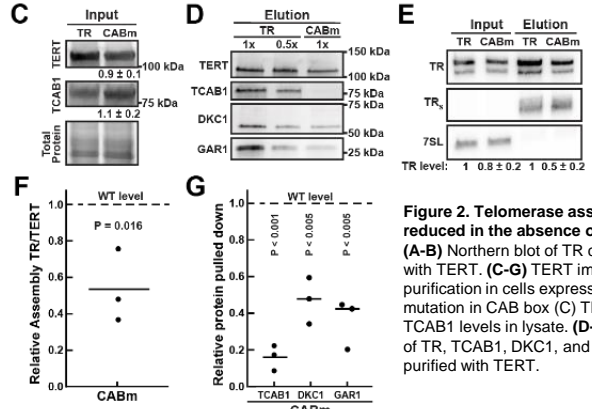 C
Input
TR CABm
TERT
100 kDa
0.9 ± 0.1
TCAB1
75 kDa
1.1 ± 0.2
Total
Protein
D
Elution
TR CABm
1x 0.5x 1x
150 kDa
TERT
100 kDa
TCAB1
75 kDa
75 kDa
DKC1
50 kDa
GAR1
25 kDa
E
Input Elution
TR CABm TR CABm
TR
TRs
7SL
TR level: 1 0.8 ± 0.2 1 0.5 ± 0.2
F
Relative Assembly TR/TERT
WT level
1.0
P = 0.016
0.8
0.6
0.4
0.2
0.0
CABm
G
Relative protein pulled down
WT level
1.0
P < 0.001
P < 0.005
P < 0.005
0.8
0.6
0.4
0.2
0.0
TCAB1 DKC1 GAR1
CABm
Figure 2. Telomerase ass
reduced in the absence o
(A-B) Northern blot of TR c
with TERT. (C-G) TERT im
purification in cells express
mutation in CAB box (C) TE
TCAB1 levels in lysate. (D-
of TR, TCAB1, DKC1, and
purified with TERT.